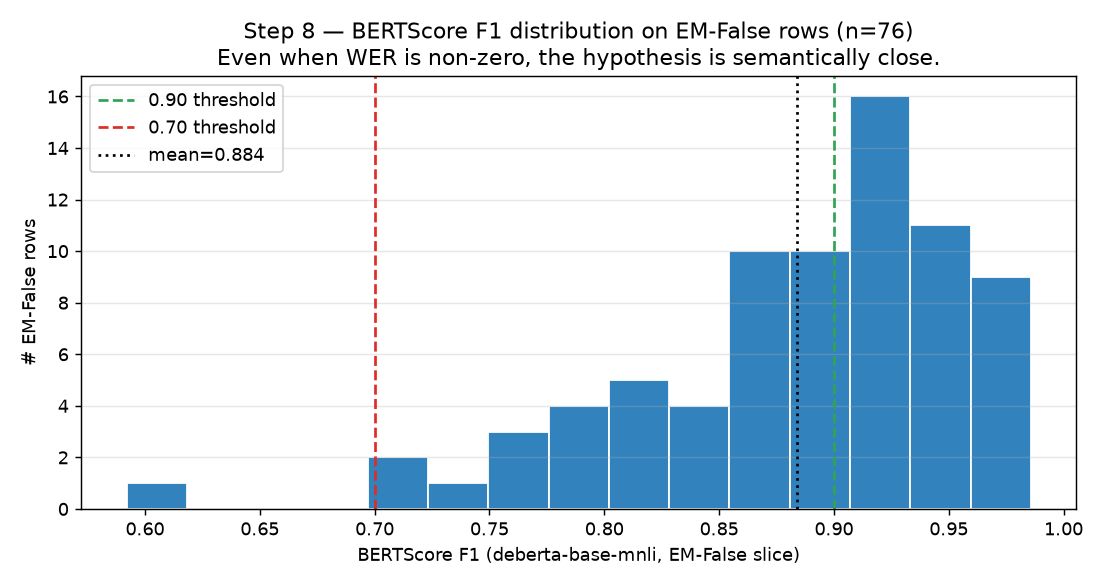 Step 8 — BERTScore F1 distribution on EM-False rows (n=76)
Even when WER is non-zero, the hypothesis is semantically close.
0.90 threshold
0.70 threshold
mean=0.884
# EM-False rows
16
14
12
10
8
6
4
2
0
0.60
0.65
0.70
0.75
0.80
0.85
0.90
0.95
1.00
BERTScore F1 (deberta-base-mnli, EM-False slice)